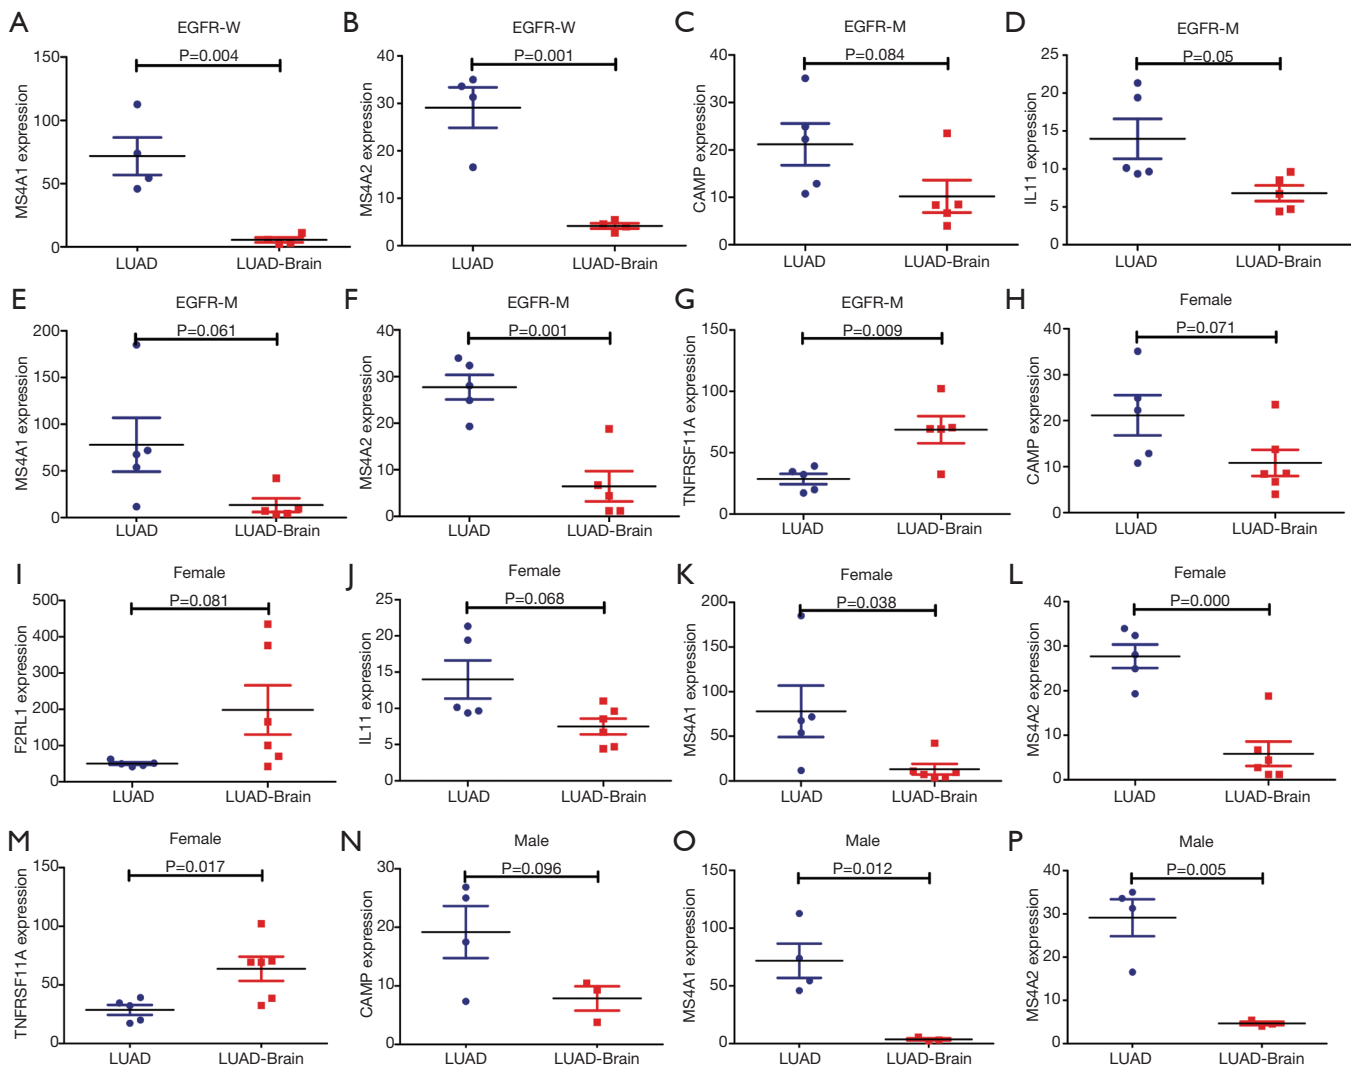 A
EGFR-W
P=0.004
MS4A1 expression
150
100
50
0
LUAD
LUAD-Brain
B
EGFR-W
P=0.001
MS4A2 expression
40
30
20
10
0
LUAD
LUAD-Brain
C
EGFR-M
P=0.084
CAMP expression
40
30
20
10
0
LUAD
LUAD-Brain
D
EGFR-M
P=0.05
IL11 expression
25
20
15
10
5
0
LUAD
LUAD-Brain
E
EGFR-M
P=0.061
MS4A1 expression
200
150
100
50
0
LUAD
LUAD-Brain
F
EGFR-M
P=0.001
MS4A2 expression
40
30
20
10
0
LUAD
LUAD-Brain
G
EGFR-M
P=0.009
TNFRSF11A expression
150
100
50
0
LUAD
LUAD-Brain
H
Female
P=0.071
CAMP expression
40
30
20
10
0
LUAD
LUAD-Brain
I
Female
P=0.081
F2RL1 expression
500
400
300
200
100
0
LUAD
LUAD-Brain
J
Female
P=0.068
IL11 expression
25
20
15
10
5
0
LUAD
LUAD-Brain
K
Female
P=0.038
MS4A1 expression
200
150
100
50
0
LUAD
LUAD-Brain
L
Female
P=0.000
MS4A2 expression
40
30
20
10
0
LUAD
LUAD-Brain
M
Female
P=0.017
TNFRSF11A expression
150
100
50
0
LUAD
LUAD-Brain
N
Male
P=0.096
CAMP expression
30
20
10
0
LUAD
LUAD-Brain
O
Male
P=0.012
MS4A1 expression
150
100
50
0
LUAD
LUAD-Brain
P
Male
P=0.005
MS4A2 expression
40
30
20
10
0
LUAD
LUAD-Brain